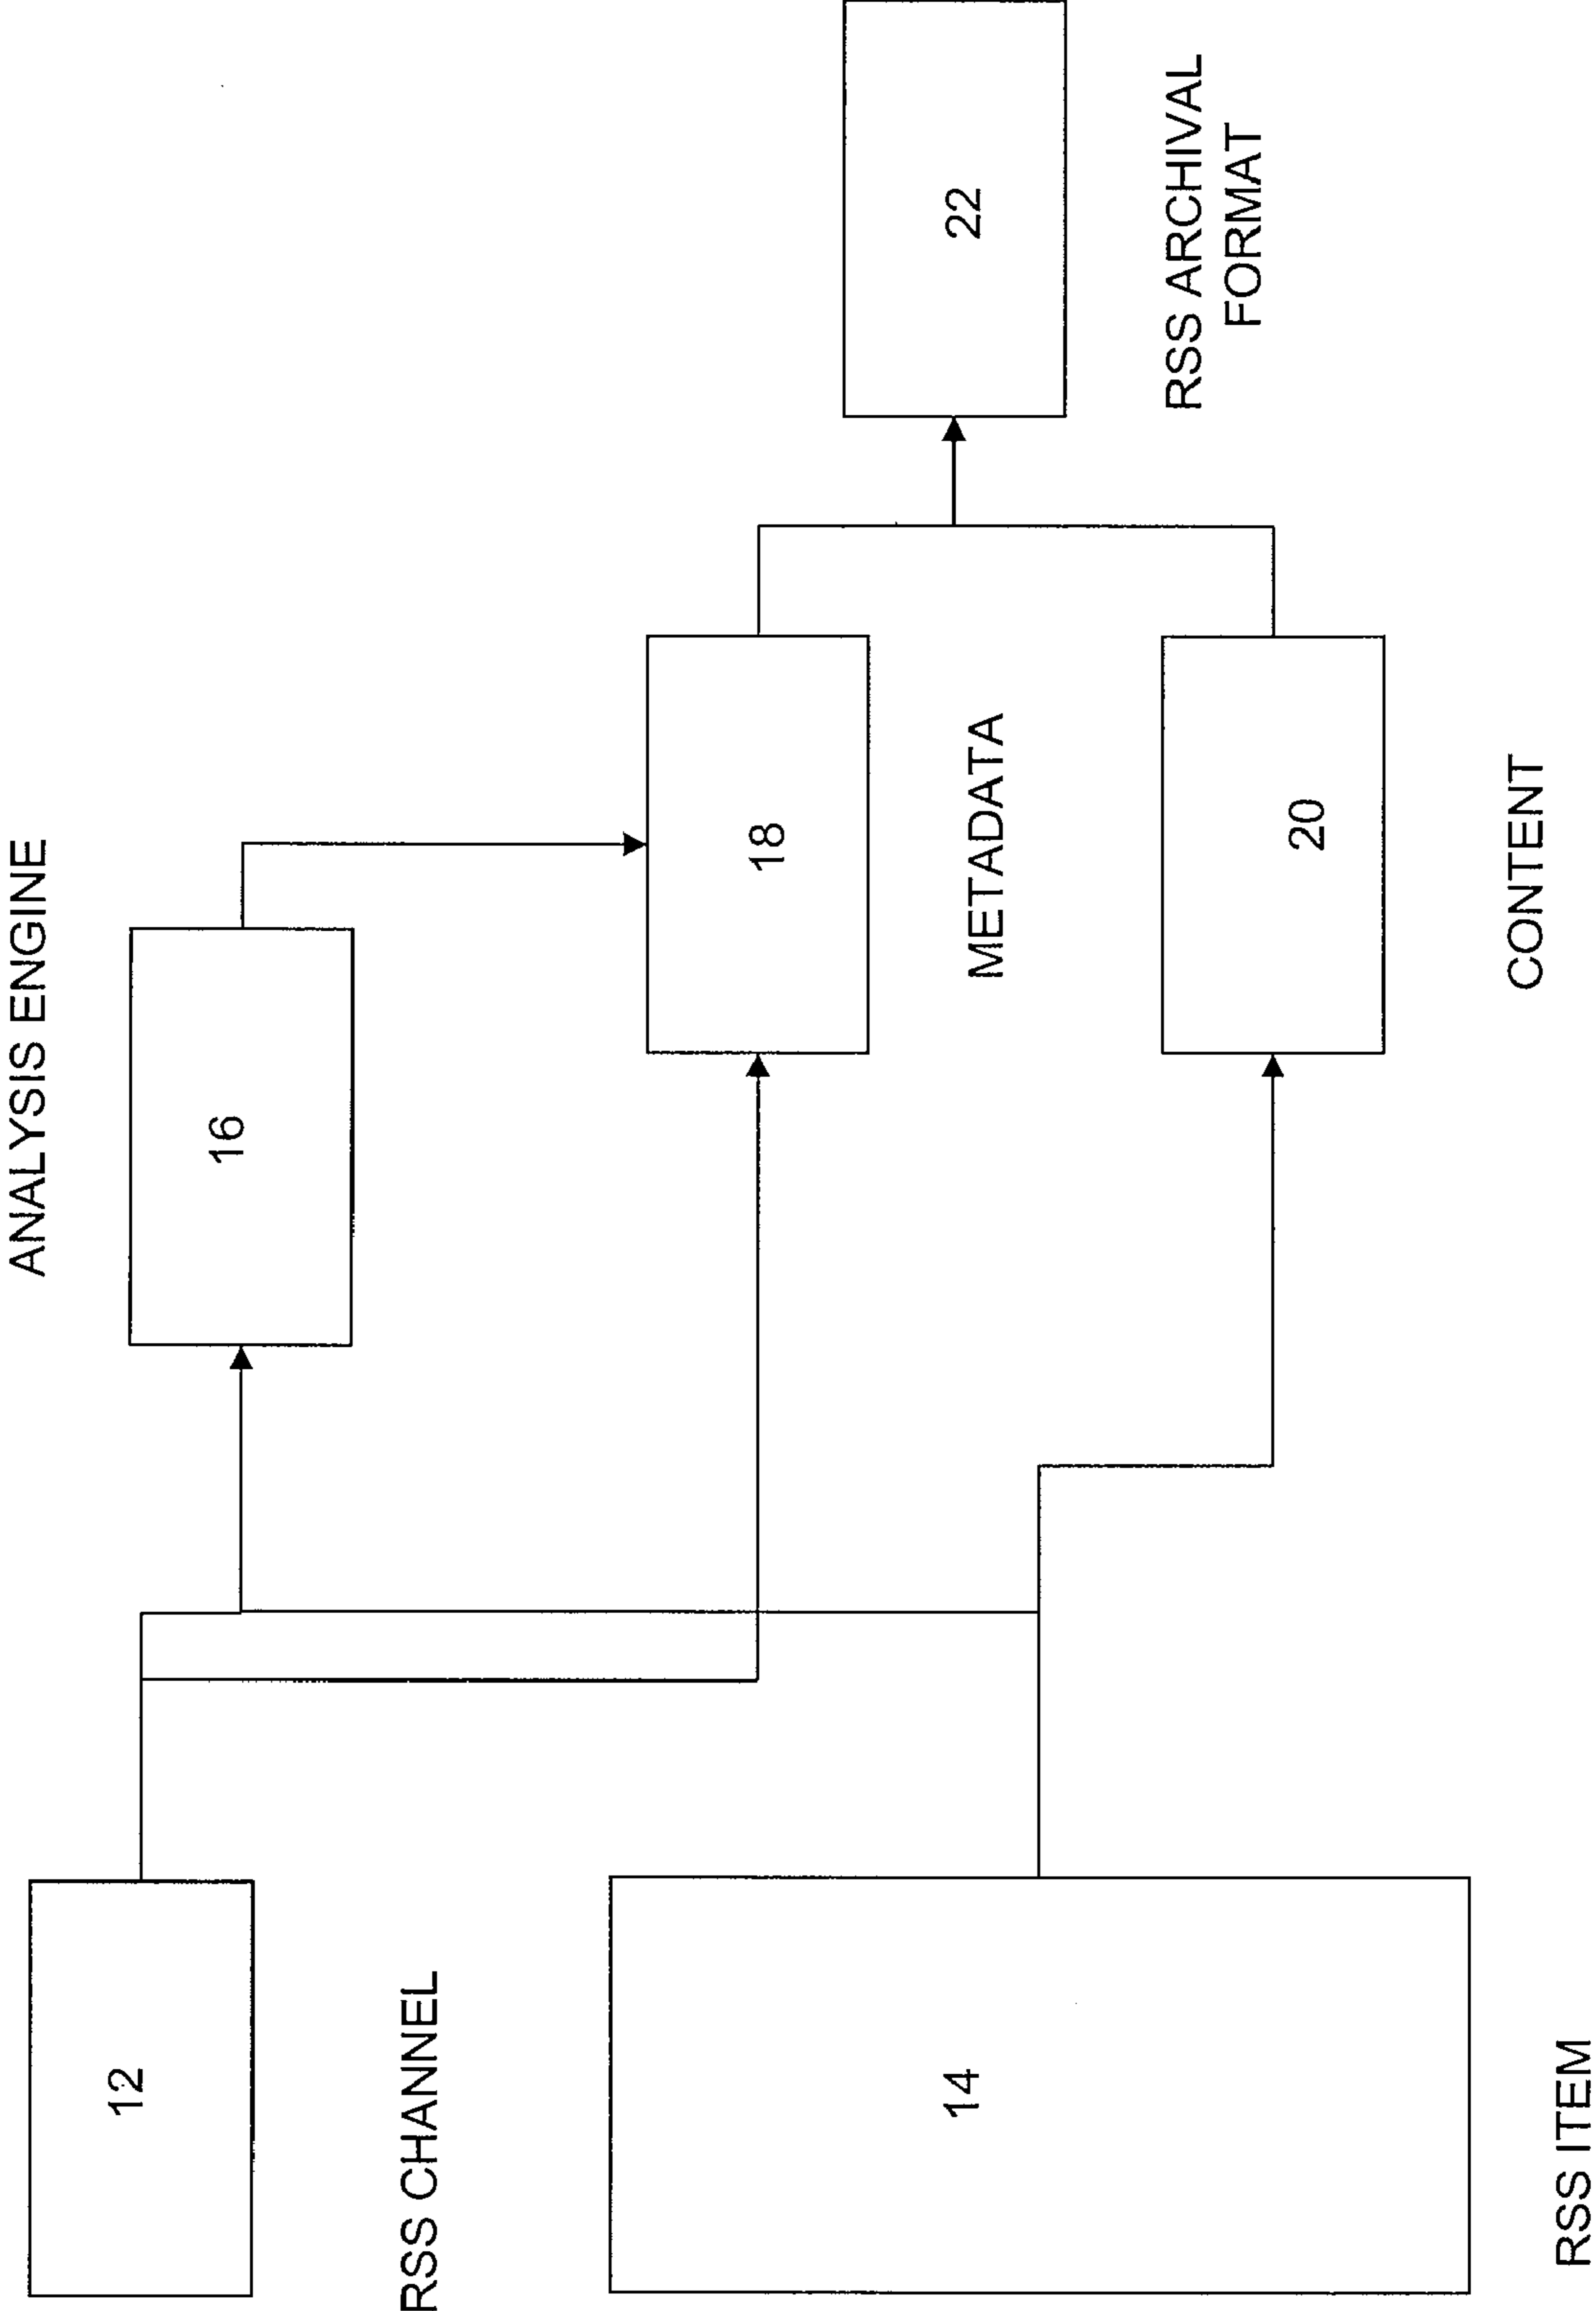 ANALYSIS ENGINE
16
12
RSS CHANNEL
18
METADATA
22
RSS ARCHIVAL
FORMAT
14
RSS ITEM
20
CONTENT